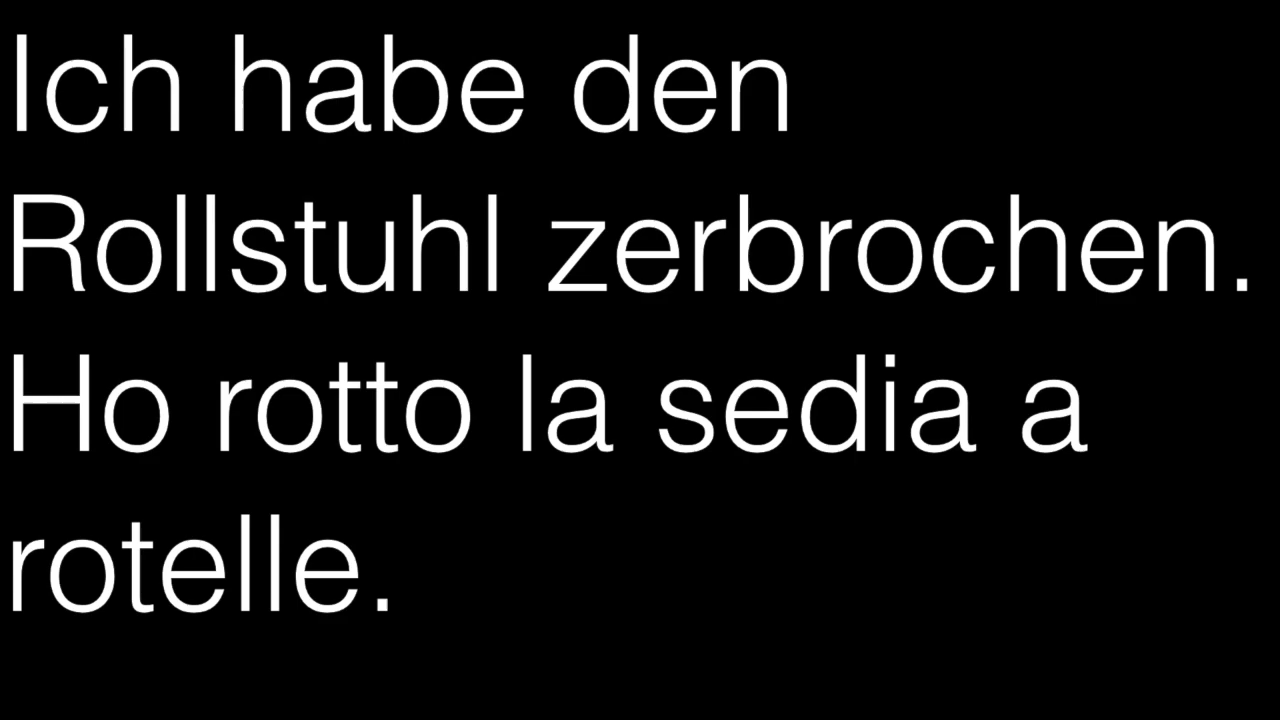 Ich habe den
Rollstuhl zerbrochen.
Ho rotto la sedia a
rotelle.